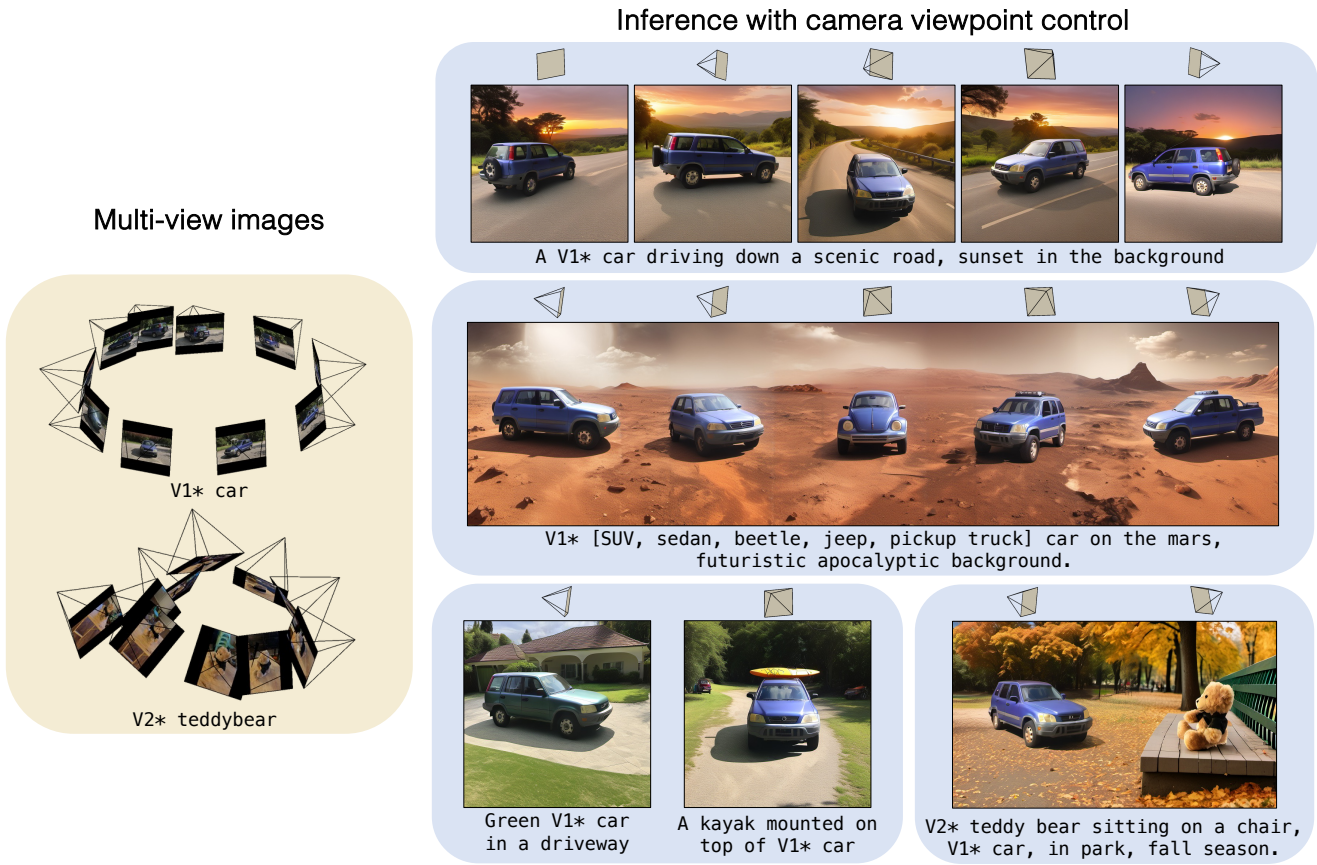 Inference with camera viewpoint control
Multi-view images
V1* car
V2* teddybear
A V1* car driving down a scenic road, sunset in the background
V1* [SUV, sedan, beetle, jeep, pickup truck] car on the mars,
futuristic apocalyptic background.
Green V1* car
in a driveway
A kayak mounted on
top of V1* car
V2* teddy bear sitting on a chair,
V1* car, in park, fall season.